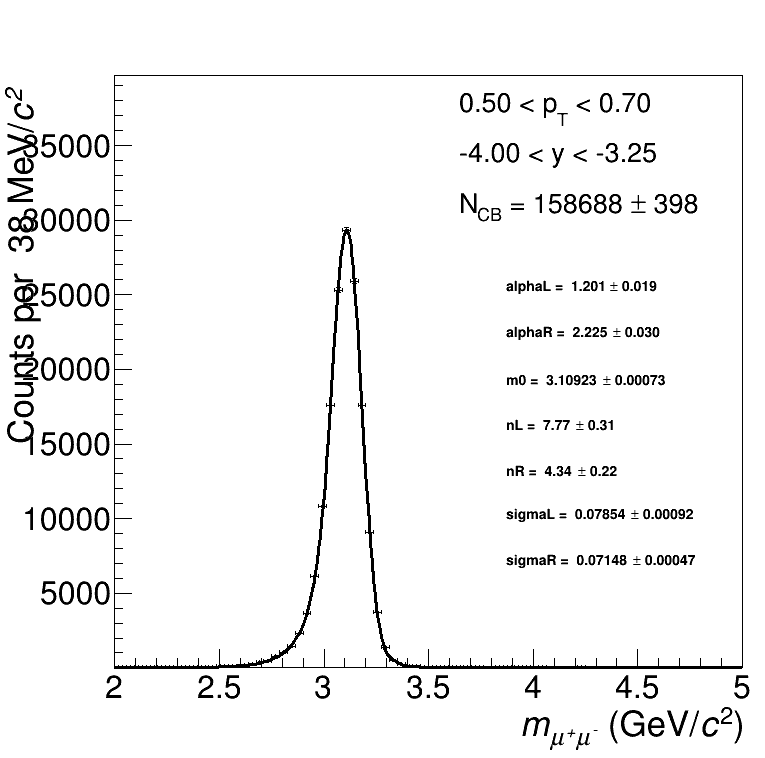 Counts per 38 MeV/c²
35000
30000
25000
20000
15000
10000
5000
0.50 < p_T < 0.70
-4.00 < y < -3.25
N_CB = 158688 ± 398
alphaL = 1.201 ± 0.019
alphaR = 2.225 ± 0.030
m0 = 3.10923 ± 0.00073
nL = 7.77 ± 0.31
nR = 4.34 ± 0.22
sigmaL = 0.07854 ± 0.00092
sigmaR = 0.07148 ± 0.00047
2 2.5 3 3.5 4 4.5 5
m_μ⁺μ⁻ (GeV/c²)